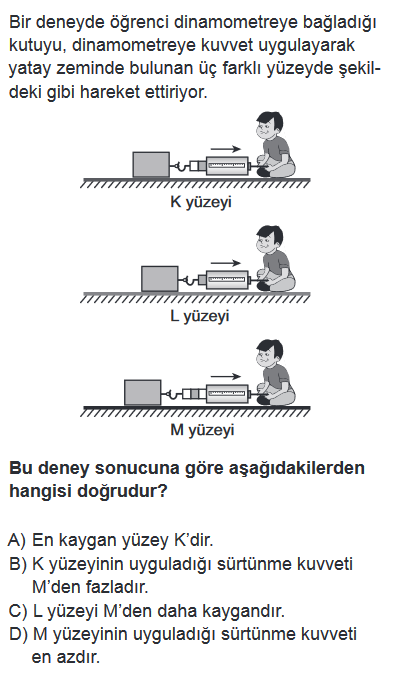 Bir deneyde öğrenci dinamometreye bağladığı
kutuyu, dinamometreye kuvvet uygulayarak
yatay zeminde bulunan üç farklı yüzeyde şekil-
deki gibi hareket ettiriyor.
K yüzeyi
L yüzeyi
M yüzeyi
Bu deney sonucuna göre aşağıdakilerden
hangisi doğrudur?
A) En kaygan yüzey K'dir.
B) K yüzeyinin uyguladığı sürtünme kuvveti
M'den fazladır.
C) L yüzeyi M'den daha kaygandır.
D) M yüzeyinin uyguladığı sürtünme kuvveti
en azdır.